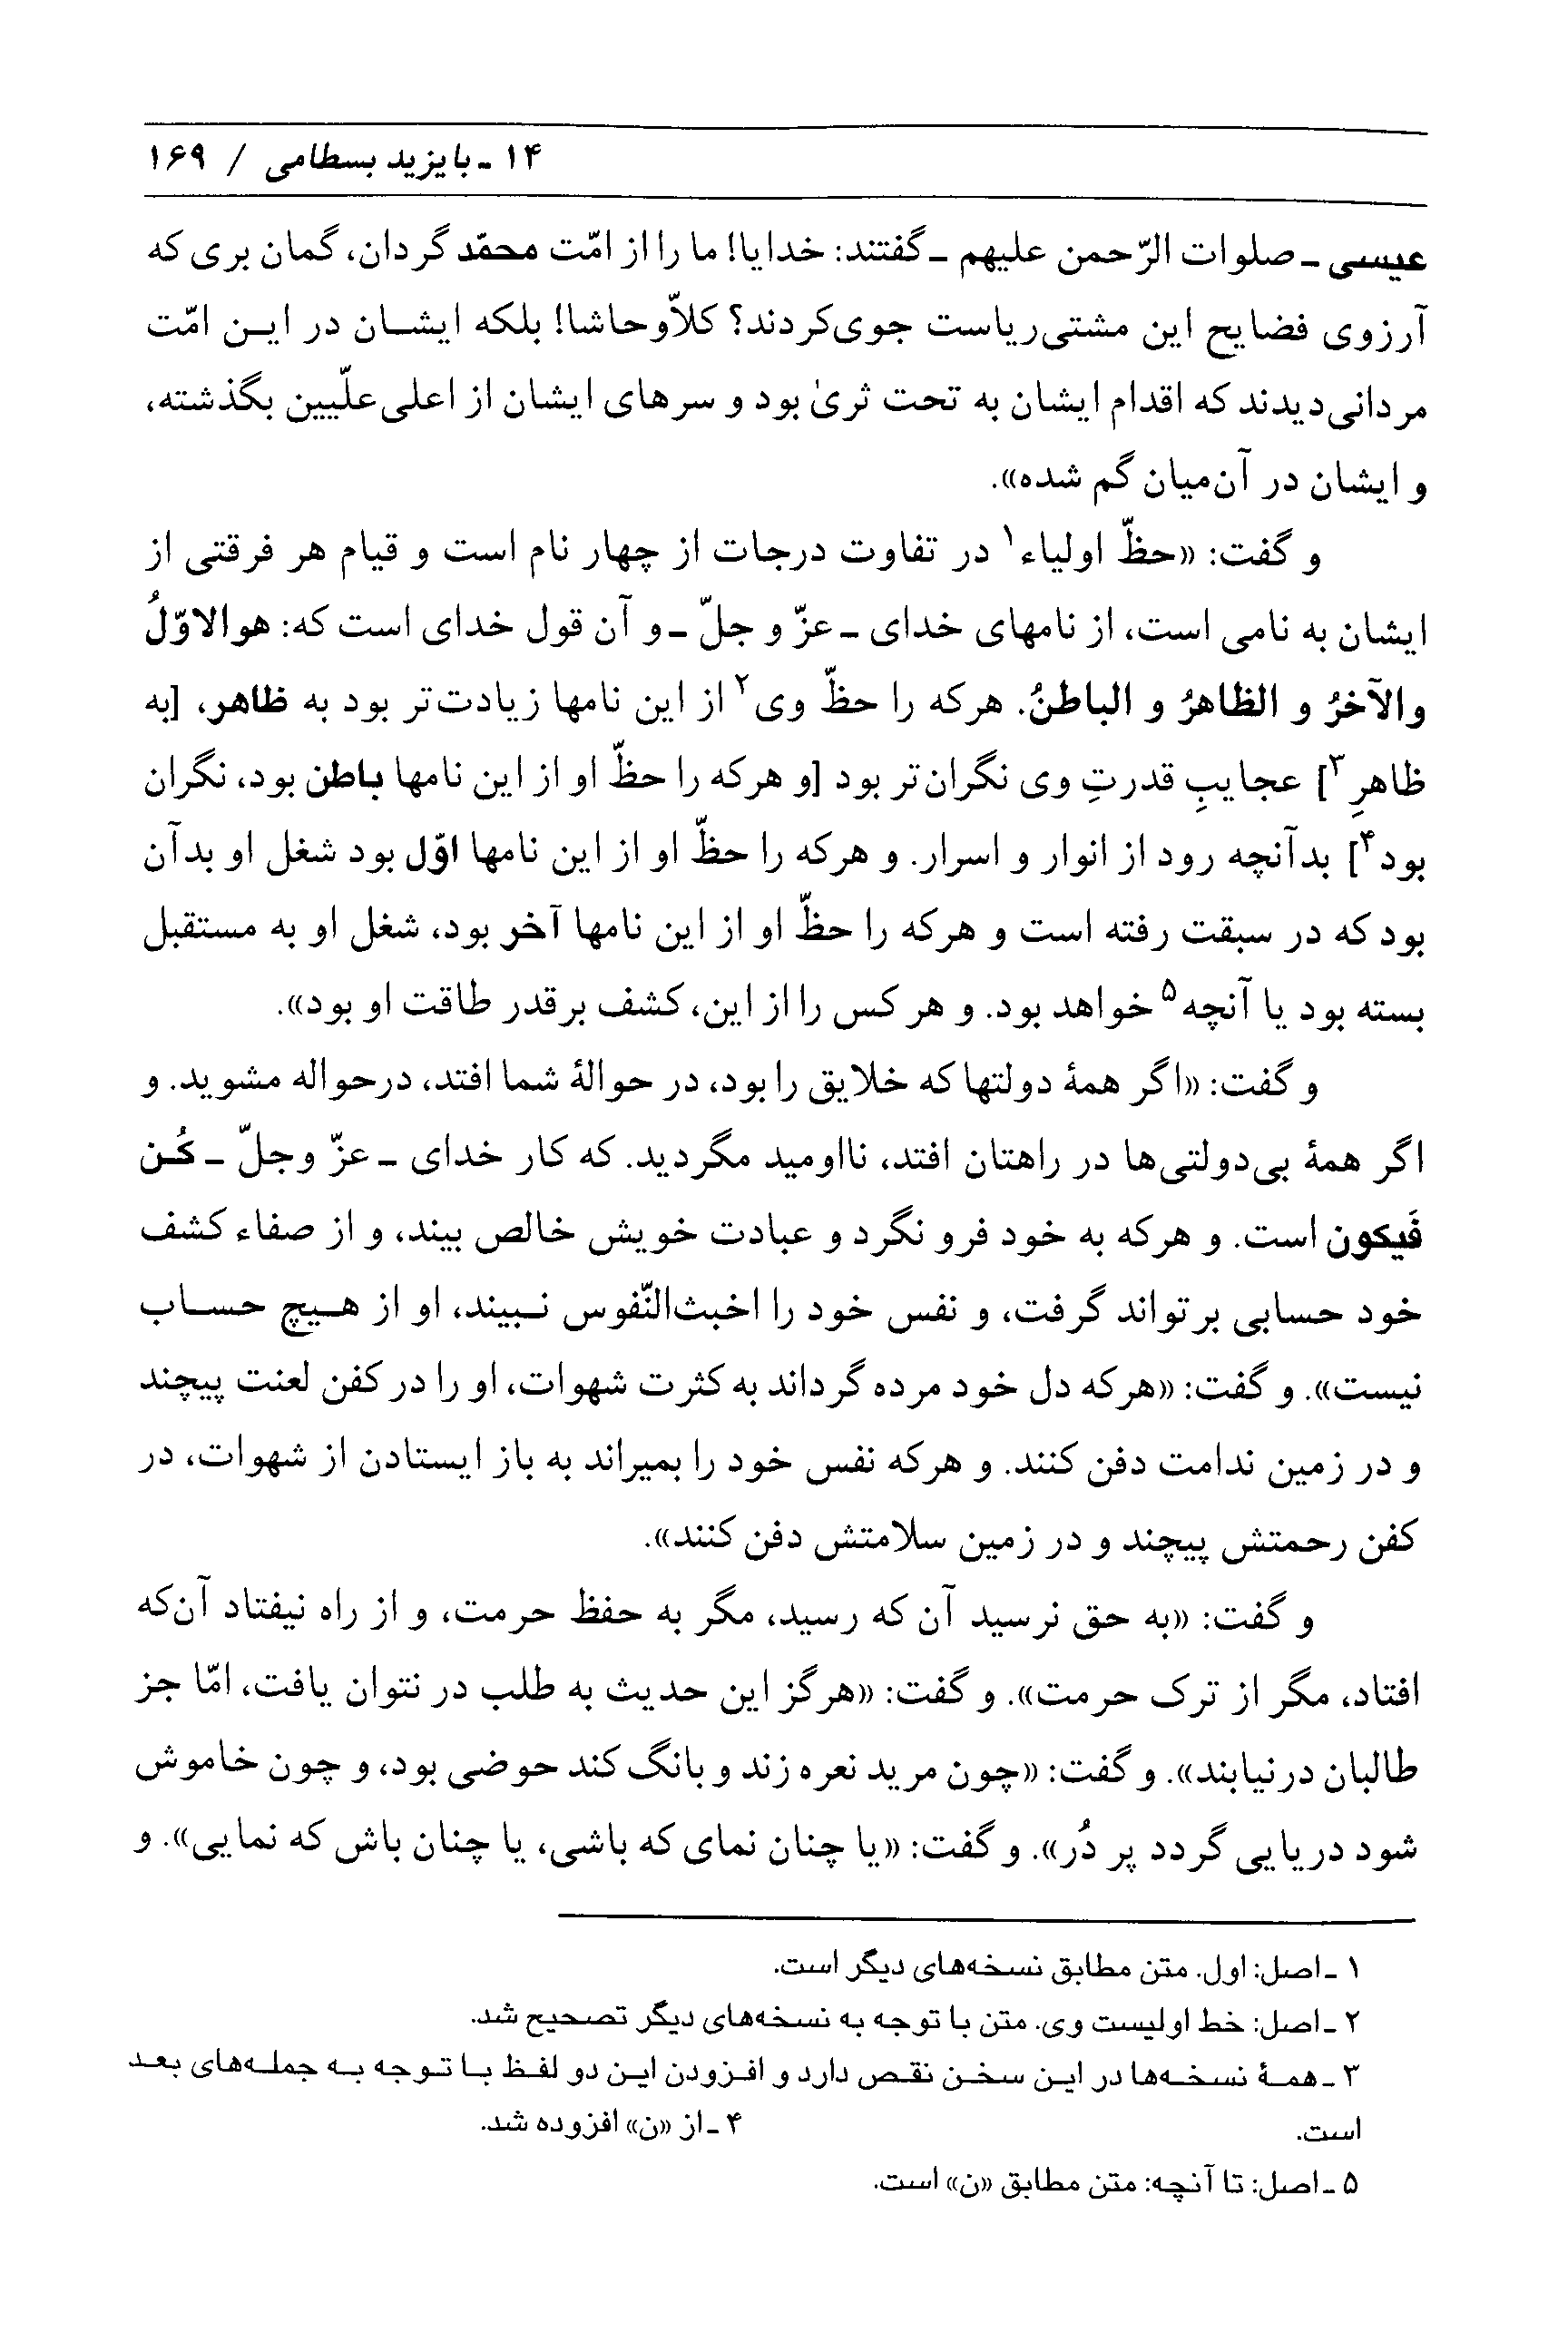 ۱۴ ـ بایزید بسطامی / ۱۶۹
عیسی ـ صلوات الرّحمن علیهم ـ گفتند: خدایا! ما را از امّت محمّد گردان، گمان بری که
آرزوی فضایح این مشتی‌ریاست جوی‌کردند؟ کلاّوحاشا! بلکه ایشان در این امّت
مردانی‌دیدند که اقدام ایشان به تحت ثریٰ بود و سرهای ایشان از اعلی‌علّیین بگذشته،
و ایشان در آن‌میان گم شده».
و گفت: «حظّ اولیاء۱ در تفاوت درجات از چهار نام است و قیام هر فرقتی از
ایشان به نامی است، از نامهای خدای ـ عزّ و جلّ ـ و آن قول خدای است که: هوالاوّلُ
والآخرُ و الظاهرُ و الباطنُ. هرکه را حظّ وی۲ از این نامها زیادت‌تر بود به ظاهر، [به
ظاهرِ۳] عجایبِ قدرتِ وی نگران‌تر بود [و هرکه را حظّ او از این نامها باطن بود، نگران
بود۴] بدآنچه رود از انوار و اسرار. و هرکه را حظّ او از این نامها اوّل بود شغل او بدآن
بود که در سبقت رفته است و هرکه را حظّ او از این نامها آخر بود، شغل او به مستقبل
بسته بود یا آنچه۵ خواهد بود. و هر کس را از این، کشف برقدر طاقت او بود».
و گفت: «اگر همهٔ دولتها که خلایق را بود، در حوالهٔ شما افتد، درحواله مشوید. و
اگر همهٔ بی‌دولتی‌ها در راهتان افتد، ناومید مگردید. که کار خدای ـ عزّ وجلّ ـ کُن
فَیکون است. و هرکه به خود فرو نگرد و عبادت خویش خالص بیند، و از صفاء کشف
خود حسابی بر تواند گرفت، و نفس خود را اخبث‌النّفوس نبیند، او از هیچ حساب
نیست». و گفت: «هرکه دل خود مرده گرداند به کثرت شهوات، او را در کفن لعنت پیچند
و در زمین ندامت دفن کنند. و هرکه نفس خود را بمیراند به باز ایستادن از شهوات، در
کفن رحمتش پیچند و در زمین سلامتش دفن کنند».
و گفت: «به حق نرسید آن که رسید، مگر به حفظ حرمت، و از راه نیفتاد آن‌که
افتاد، مگر از ترک حرمت». و گفت: «هرگز این حدیث به طلب در نتوان یافت، امّا جز
طالبان درنیابند». و گفت: «چون مرید نعره زند و بانگ کند حوضی بود، و چون خاموش
شود دریایی گردد پر دُر». و گفت: «یا چنان نمای که باشی، یا چنان باش که نمایی». و
۱ ـ اصل: اول. متن مطابق نسخه‌های دیگر است.
۲ ـ اصل: خط اولیست وی. متن با توجه به نسخه‌های دیگر تصحیح شد.
۳ ـ همهٔ نسخه‌ها در این سخن نقص دارد و افزودن این دو لفظ با توجه به جمله‌های بعد
است. ۴ ـ از «ن» افزوده شد.
۵ ـ اصل: تا آنچه: متن مطابق «ن» است.